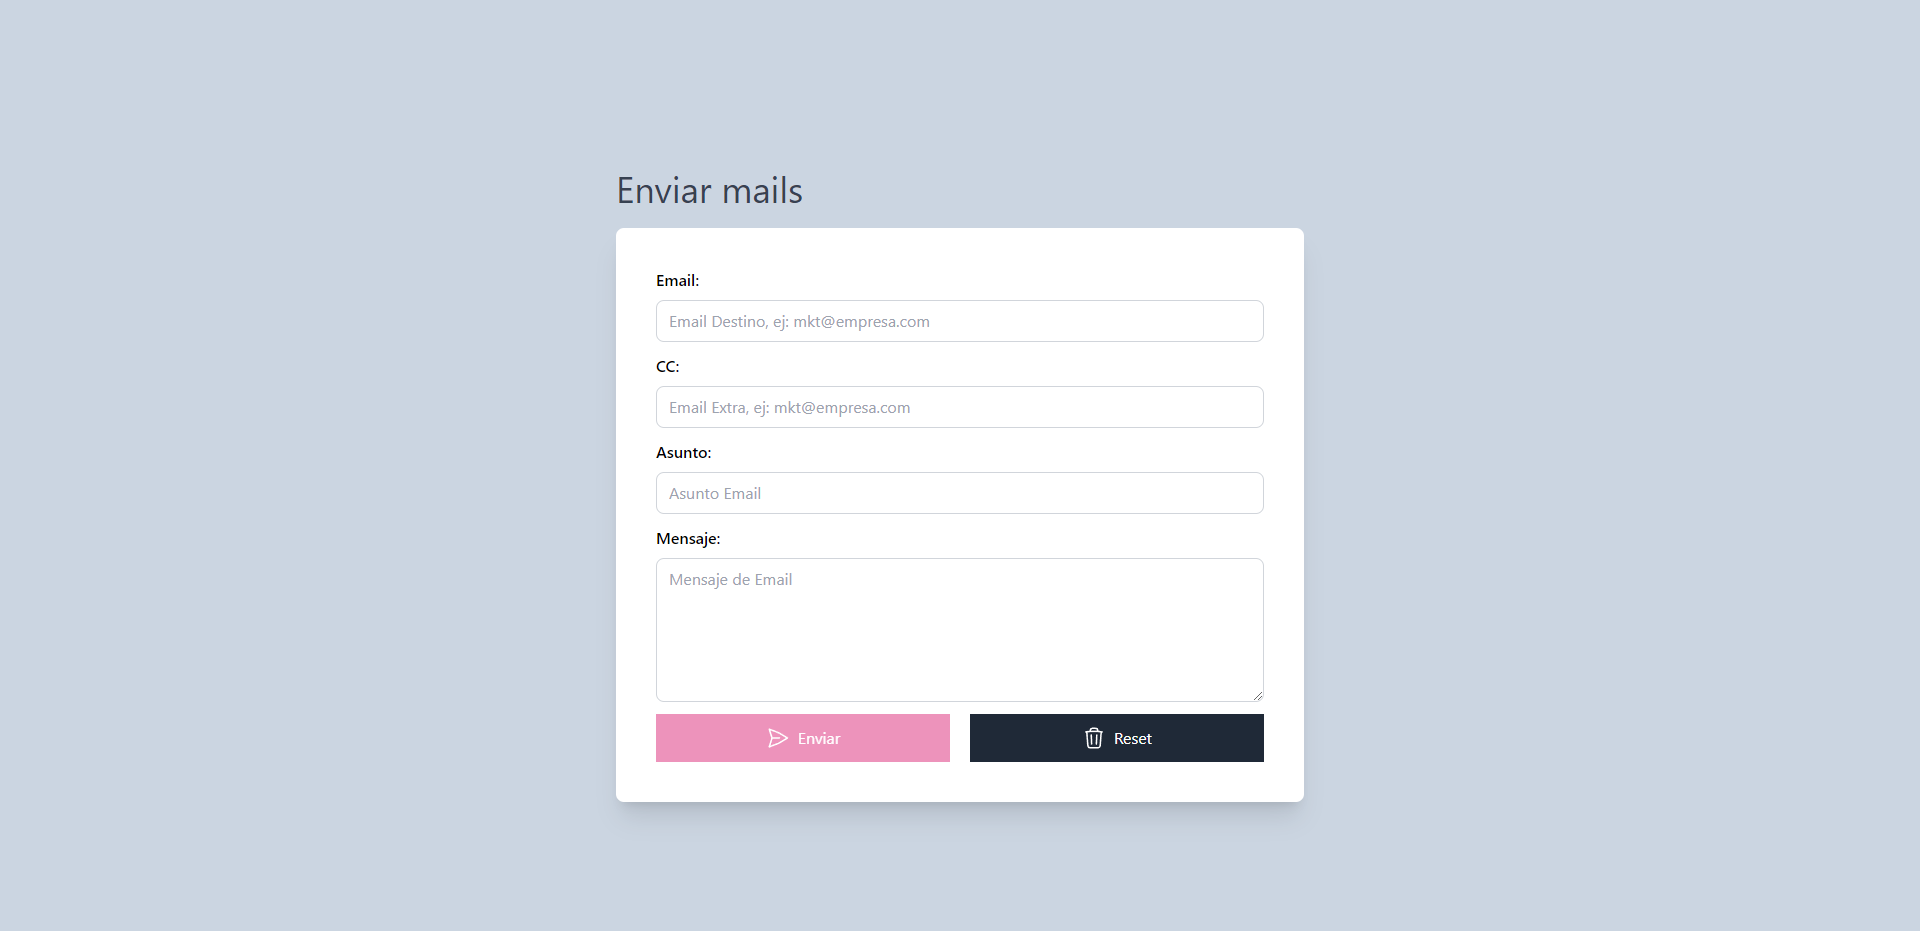 Enviar mails
Email:
Email Destino, ej: mkt@empresa.com
CC:
Email Extra, ej: mkt@empresa.com
Asunto:
Asunto Email
Mensaje:
Mensaje de Email
Enviar
Reset